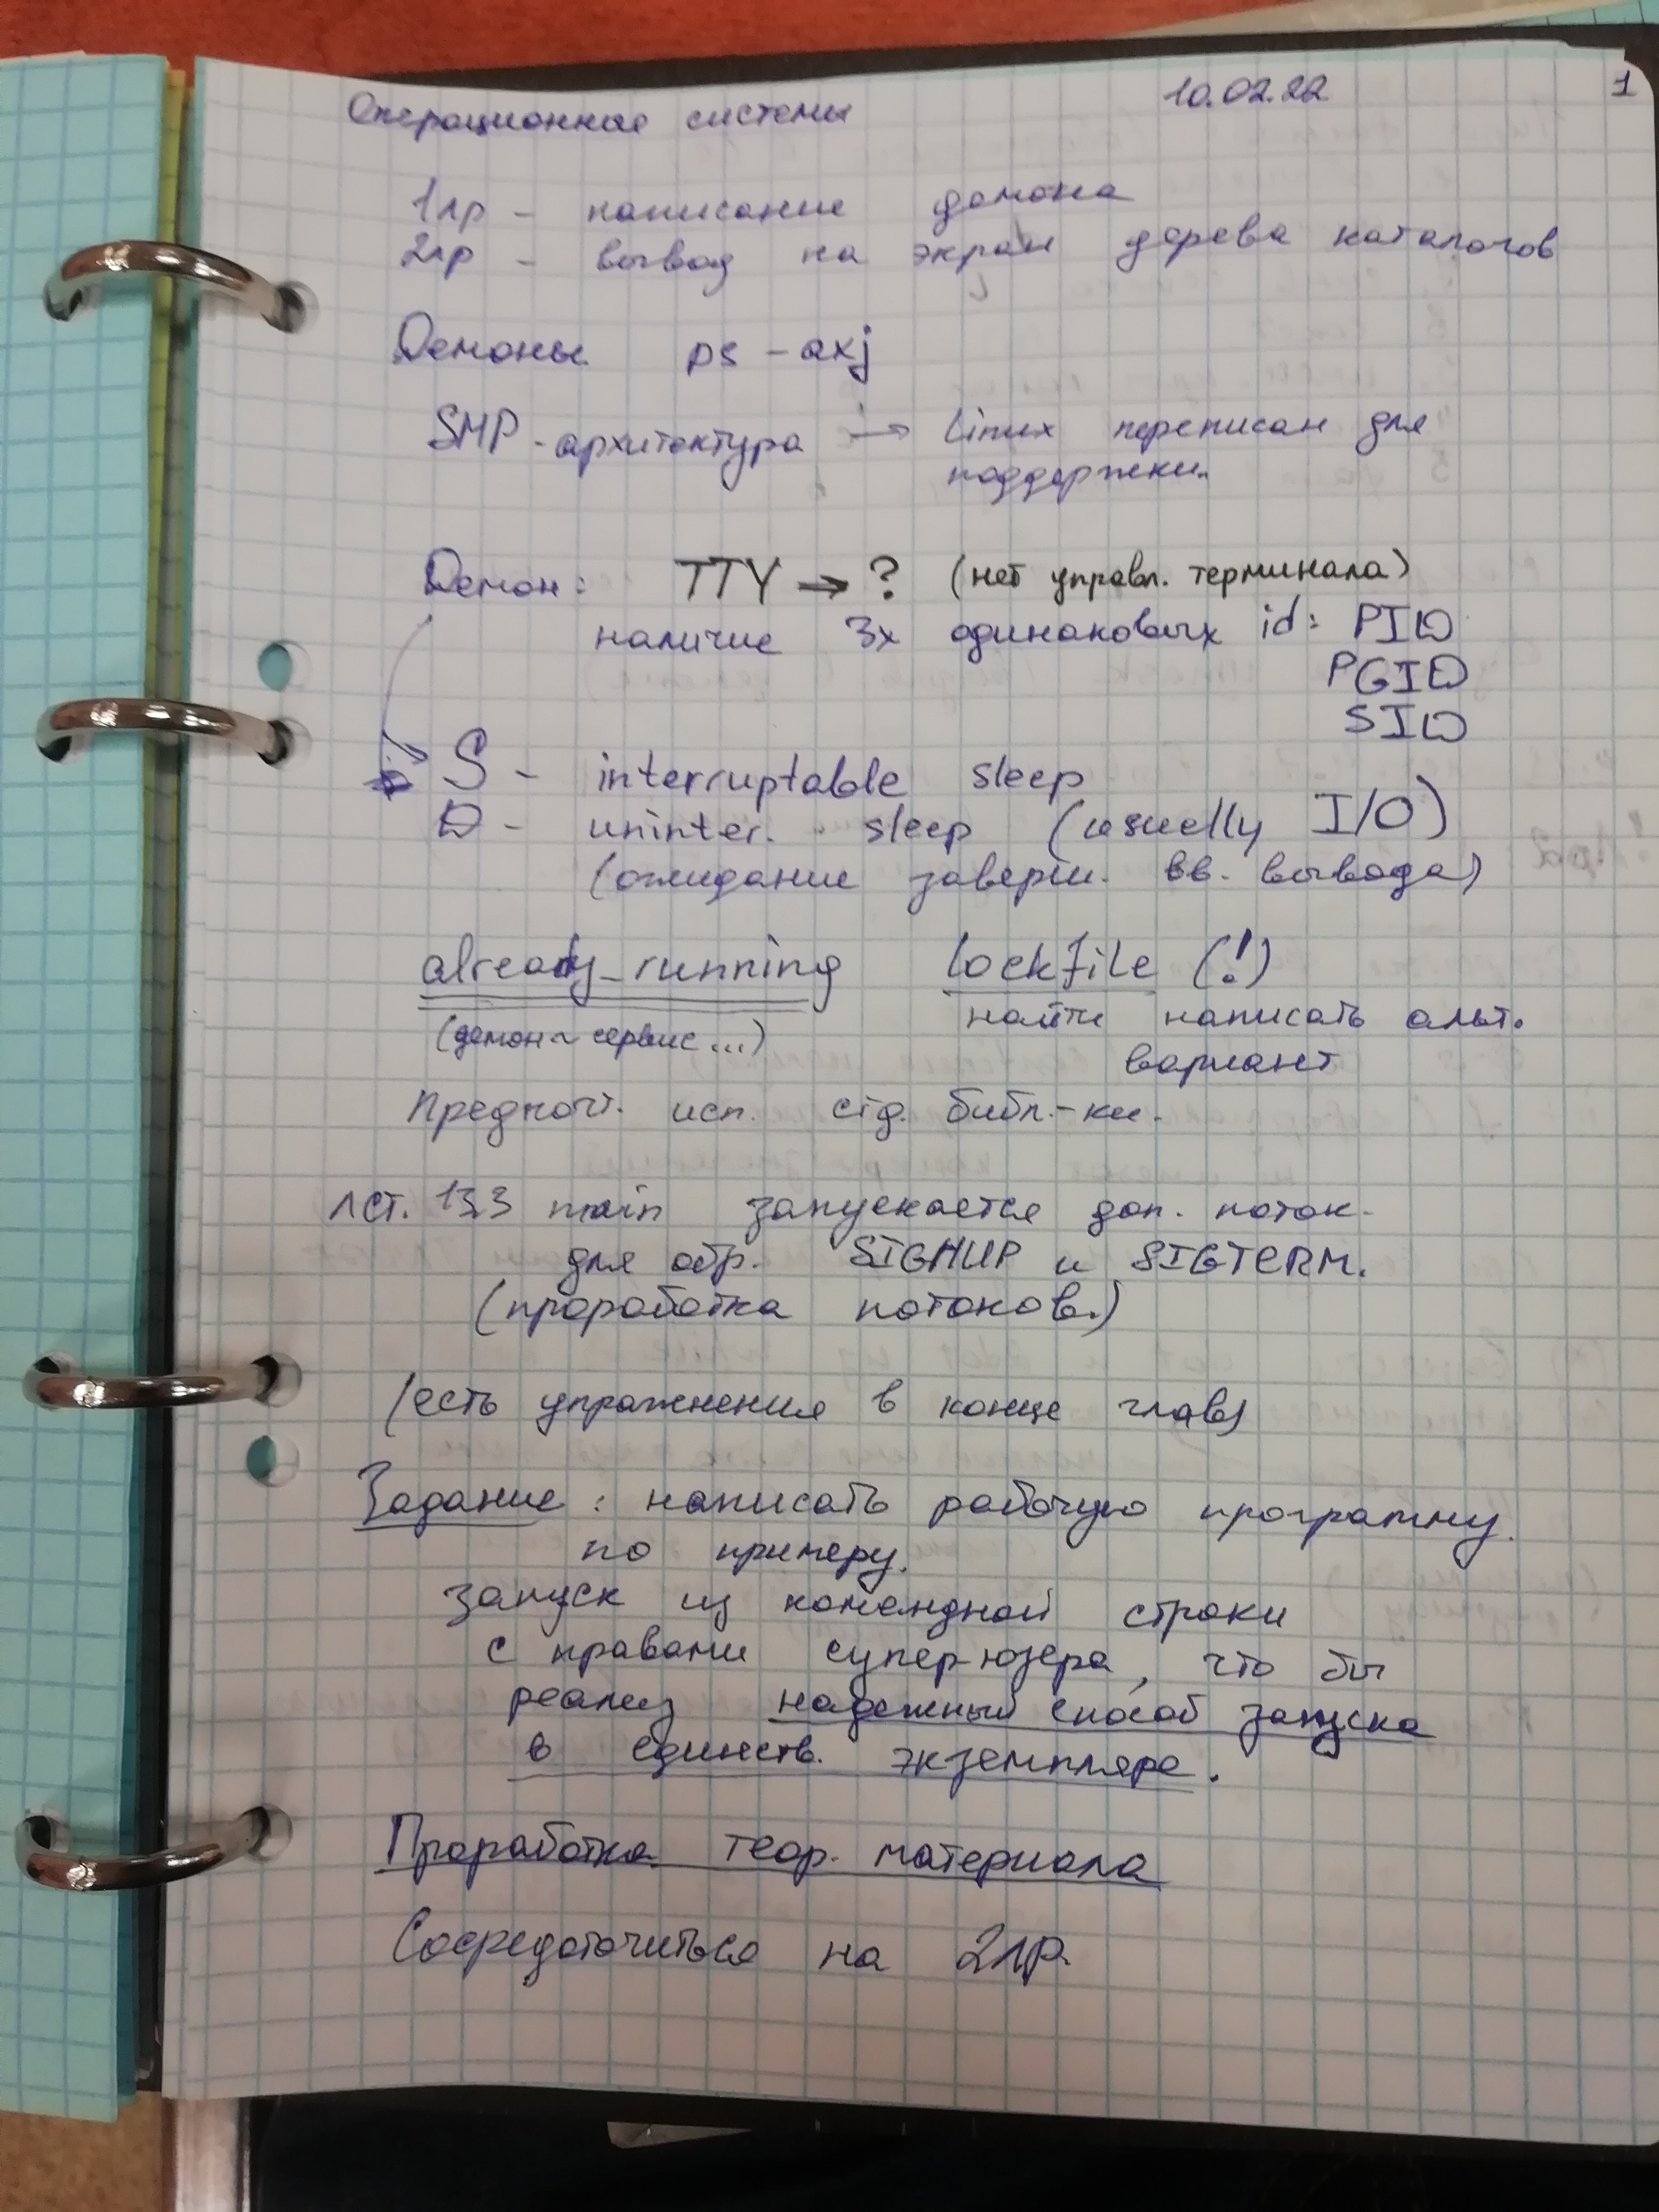 Операционные системы 10.02.22 1
1лр - написание демона
2лр - вывод на экран дерева каталогов
Демоны ps -axj
SMP-архитектура → Linux переписан для
поддержки.
Демон: TTY → ? (нет управл. терминала)
наличие 3х одинаковых id: PID
PGID
SID
S - interruptable sleep
D - uninter. sleep (usually I/O)
(ожидание заверш. вв. вывода)
already_running lockfile (!)
(демон ~ сервис...) найти написать альт.
вариант
Предпочт. исп. стд. библ.-ки.
лст. 13.3 main запускается доп. поток.
для обр. SIGHUP и SIGTERM.
(проработка потоков.)
(есть упражнения в конце главы)
Задание: написать рабочую программу.
по примеру.
запуск из командной строки
с правами суперюзера, что бы
реализ надежный способ запуска
в единств. экземпляре.
Проработка теор. материала
Сосредоточиться на 2лр.